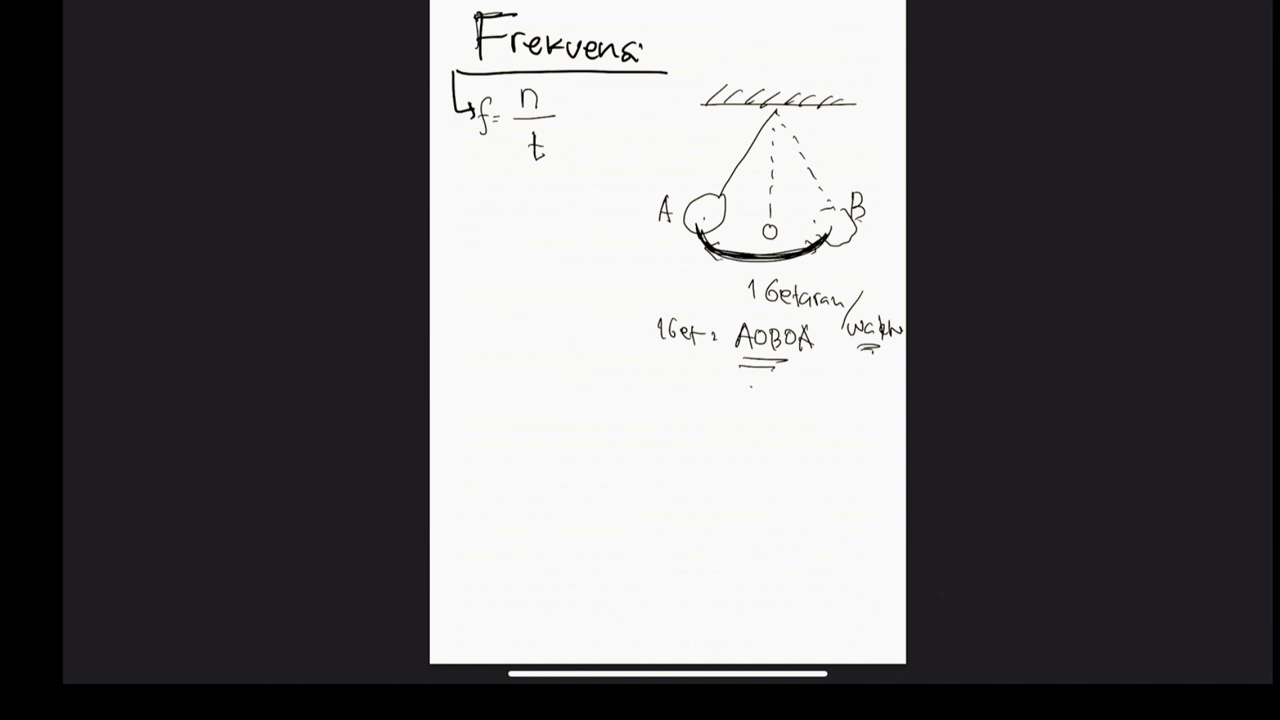 Frekuensi
f = n
t
A
B
O
1 Getaran/
1 Get = AOBOA
waktu